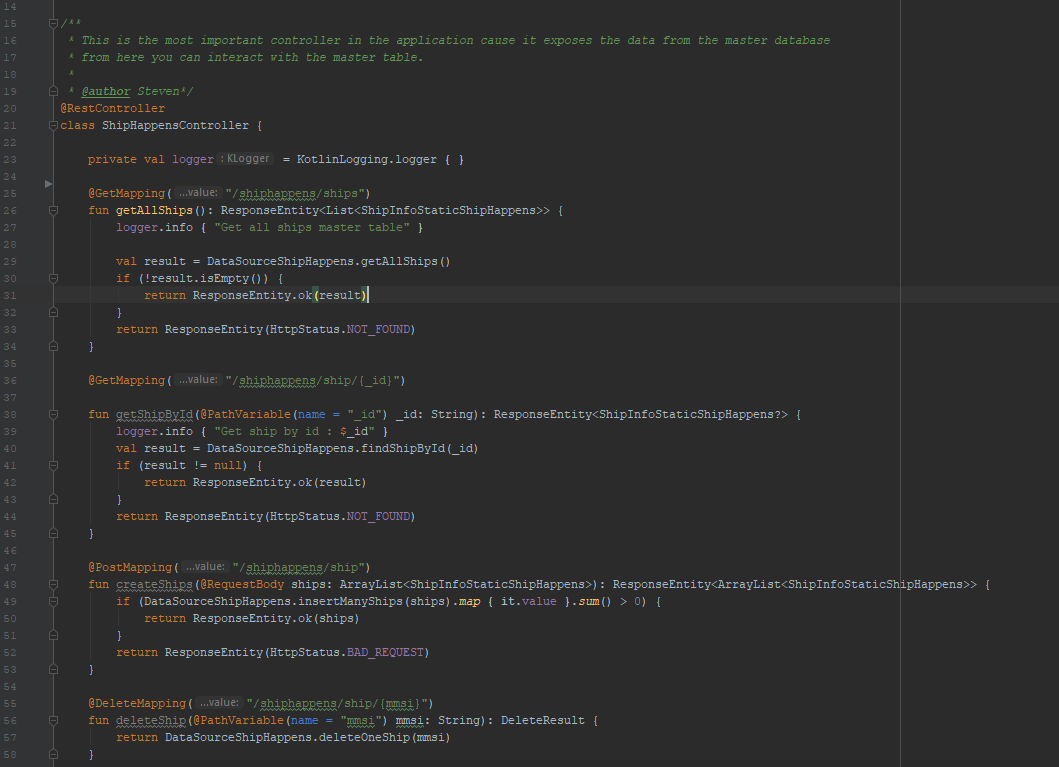 14
15 /**
16 * This is the most important controller in the application cause it exposes the data from the master database
17 * from here you can interact with the master table.
18 *
19 * @author Steven*/
20 @RestController
21 class ShipHappensController {
22
23 private val logger : KLogger = KotlinLogging.logger { }
24
25 @GetMapping( ...value: "/shiphappens/ships")
26 fun getAllShips(): ResponseEntity<List<ShipInfoStaticShipHappens>> {
27 logger.info { "Get all ships master table" }
28
29 val result = DataSourceShipHappens.getAllShips()
30 if (!result.isEmpty()) {
31 return ResponseEntity.ok(result)
32 }
33 return ResponseEntity(HttpStatus.NOT_FOUND)
34 }
35
36 @GetMapping( ...value: "/shiphappens/ship/{_id}")
37
38 fun getShipById(@PathVariable(name = "_id") _id: String): ResponseEntity<ShipInfoStaticShipHappens?> {
39 logger.info { "Get ship by id : $_id" }
40 val result = DataSourceShipHappens.findShipById(_id)
41 if (result != null) {
42 return ResponseEntity.ok(result)
43 }
44 return ResponseEntity(HttpStatus.NOT_FOUND)
45 }
46
47 @PostMapping( ...value: "/shiphappens/ship")
48 fun createShips(@RequestBody ships: ArrayList<ShipInfoStaticShipHappens>): ResponseEntity<ArrayList<ShipInfoStaticShipHappens>> {
49 if (DataSourceShipHappens.insertManyShips(ships).map { it.value }.sum() > 0) {
50 return ResponseEntity.ok(ships)
51 }
52 return ResponseEntity(HttpStatus.BAD_REQUEST)
53 }
54
55 @DeleteMapping( ...value: "/shiphappens/ship/{mmsi}")
56 fun deleteShip(@PathVariable(name = "mmsi") mmsi: String): DeleteResult {
57 return DataSourceShipHappens.deleteOneShip(mmsi)
58 }